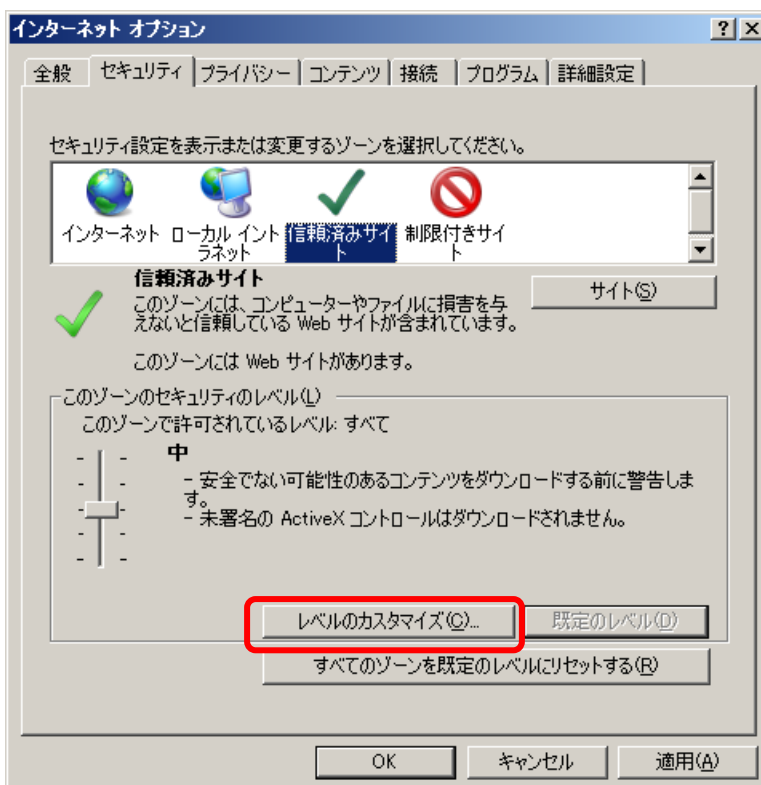 インターネット オプション
全般 セキュリティ プライバシー コンテンツ 接続 プログラム 詳細設定
セキュリティ設定を表示または変更するゾーンを選択してください。
インターネット
ローカル イント
ラネット
信頼済みサイ
ト
制限付きサイ
ト
信頼済みサイト
このゾーンには、コンピューターやファイルに損害を与
えないと信頼している Web サイトが含まれています。
このゾーンには Web サイトがあります。
サイト(S)
このゾーンのセキュリティのレベル(L)
このゾーンで許可されているレベル: すべて
中
- 安全でない可能性のあるコンテンツをダウンロードする前に警告しま
す。
- 未署名の ActiveX コントロールはダウンロードされません。
レベルのカスタマイズ(C)... 既定のレベル(D)
すべてのゾーンを既定のレベルにリセットする(R)
OK キャンセル 適用(A)